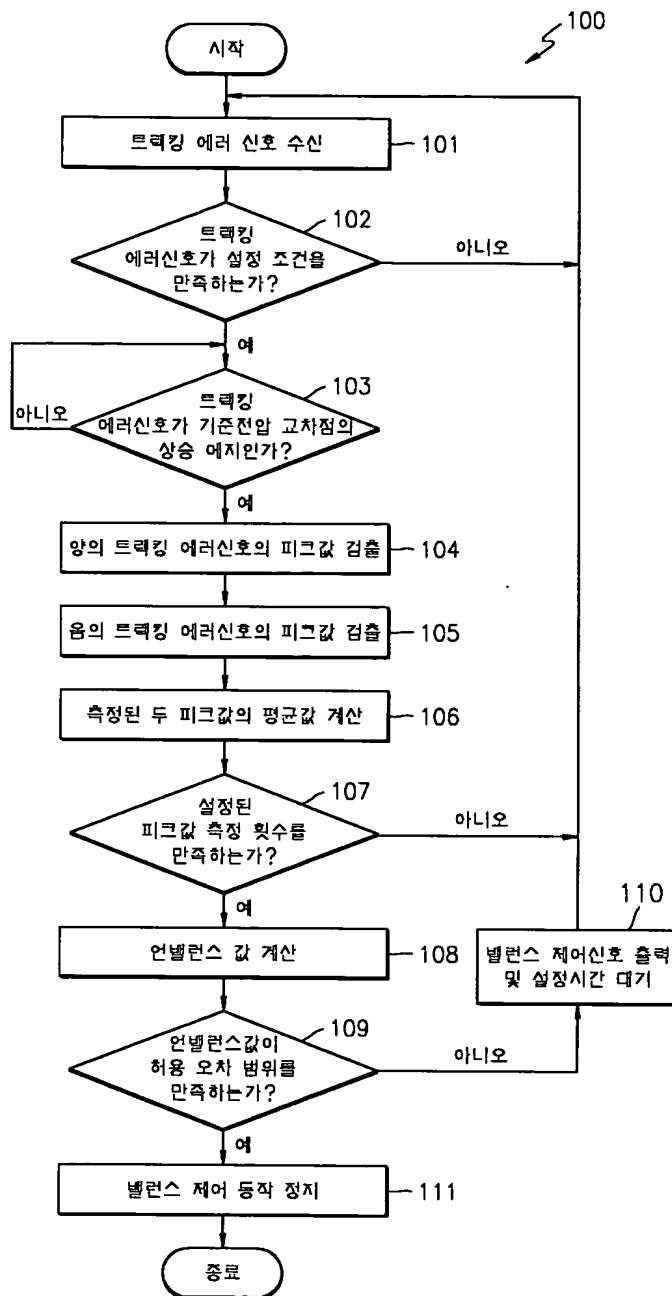 100
시작
트랙킹 에러 신호 수신
101
102
트랙킹
에러신호가 설정 조건을
만족하는가?
아니오
예
103
트랙킹
에러신호가 기준전압 교차점의
상승 에지인가?
아니오
예
양의 트랙킹 에러신호의 피크값 검출
104
음의 트랙킹 에러신호의 피크값 검출
105
측정된 두 피크값의 평균값 계산
106
107
설정된
피크값 측정 횟수를
만족하는가?
아니오
예
언밸런스 값 계산
108
110
밸런스 제어신호 출력
및 설정시간 대기
109
언밸런스값이
허용 오차 범위를
만족하는가?
아니오
예
밸런스 제어 동작 정지
111
종료